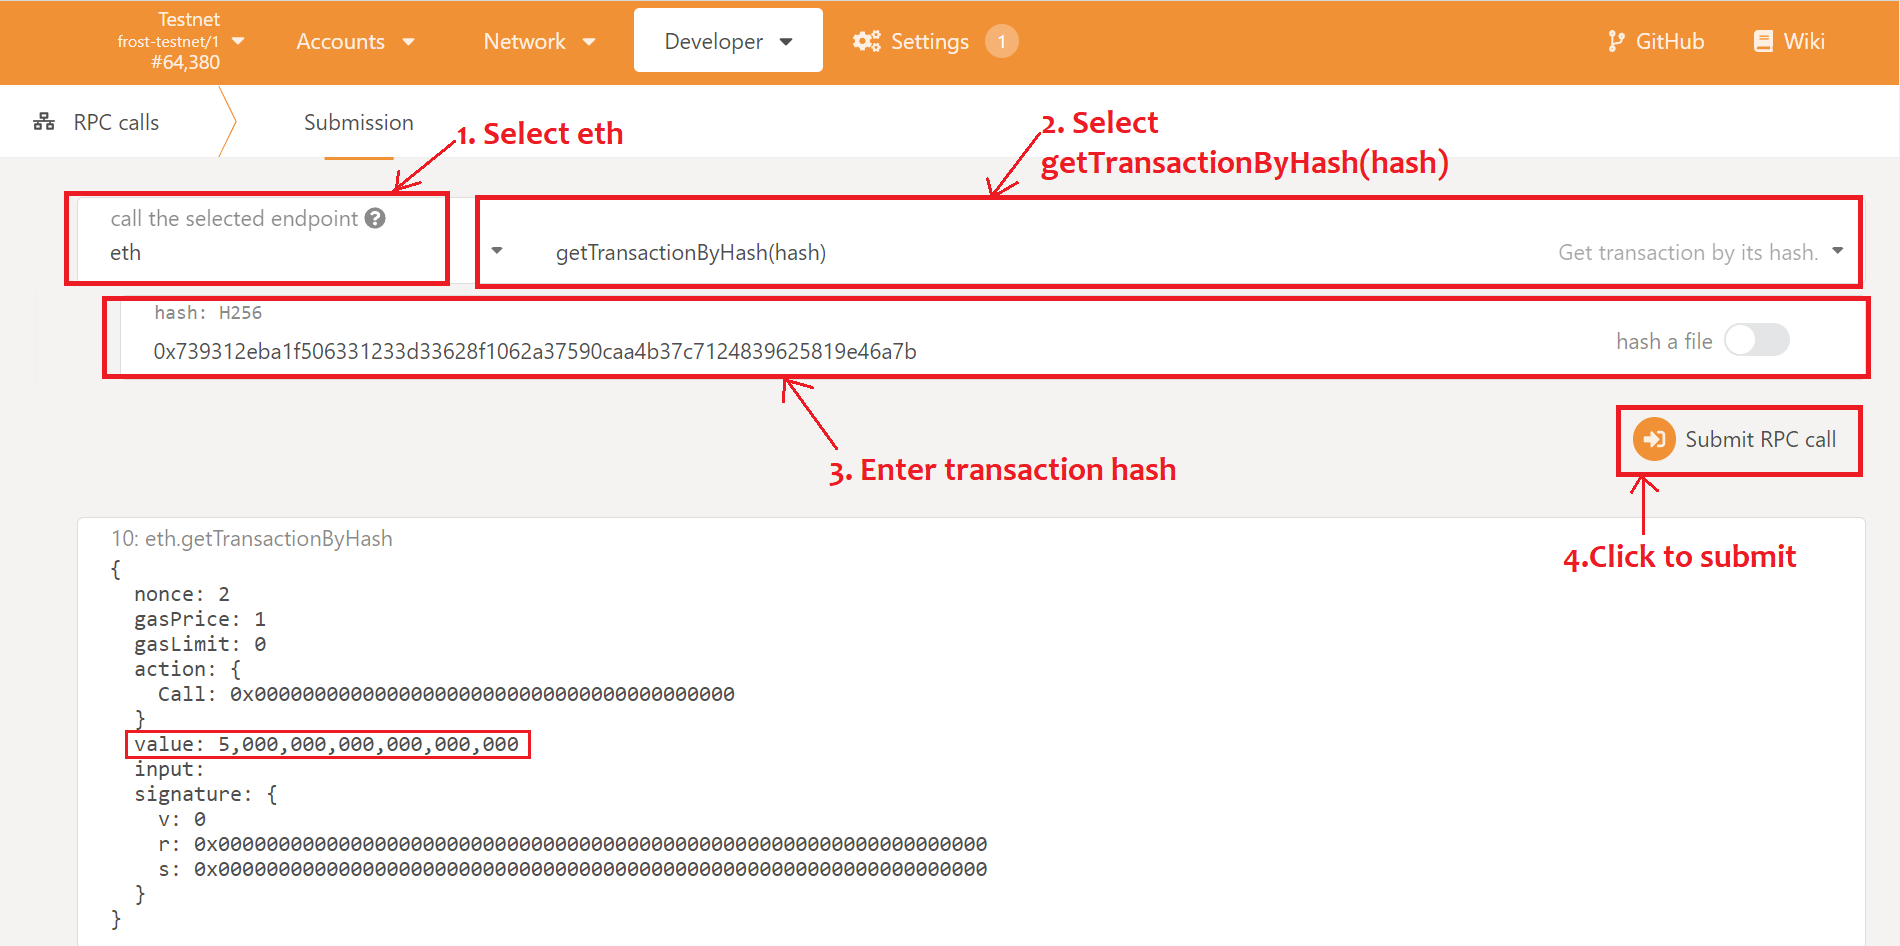 Testnet
frost-testnet/1
#64,380
Accounts
Network
Developer
Settings
1
GitHub
Wiki
RPC calls
Submission
1. Select eth
2. Select
getTransactionByHash(hash)
call the selected endpoint
eth
getTransactionByHash(hash)
Get transaction by its hash.
hash: H256
0x739312eba1f506331233d33628f1062a37590caa4b37c7124839625819e46a7b
hash a file
3. Enter transaction hash
Submit RPC call
4.Click to submit
10: eth.getTransactionByHash
{
nonce: 2
gasPrice: 1
gasLimit: 0
action: {
Call: 0x0000000000000000000000000000000000000000
}
value: 5,000,000,000,000,000,000
input:
signature: {
v: 0
r: 0x0000000000000000000000000000000000000000000000000000000000000000
s: 0x0000000000000000000000000000000000000000000000000000000000000000
}
}